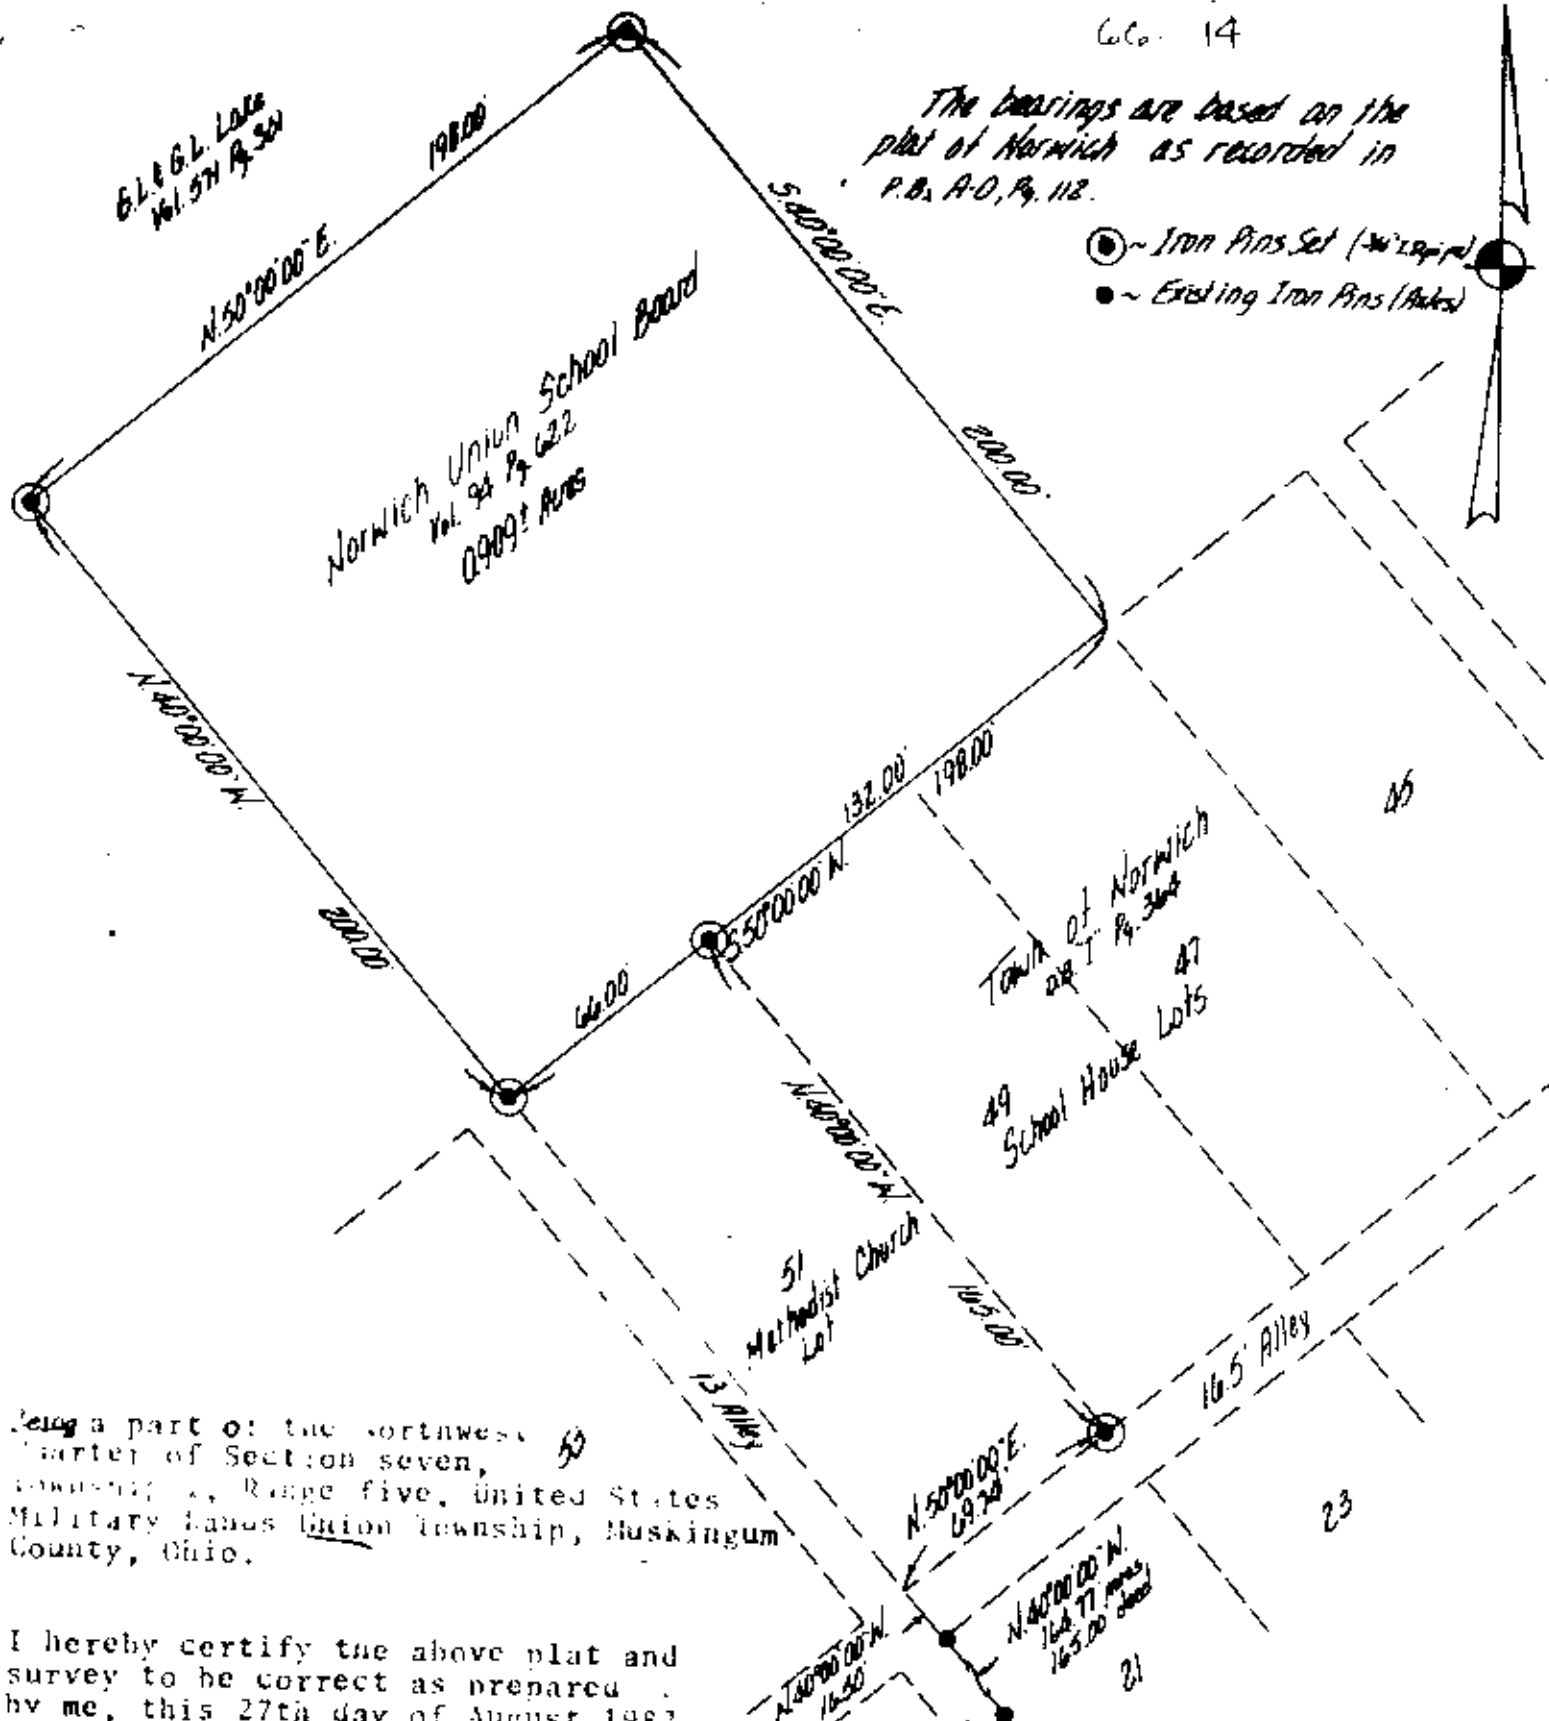 14
The bearings are based on the
plat of Norwich as recorded in
P.B. A-O, Pg. 112.
~ Iron Pins Set
~ Existing Iron Pins (Axles)
G.L. Lake
Vol. 571 Pg. 301
198.00'
N.50°00'00"E.
S.40°00'00"E.
200.00'
Norwich Union School Board
Vol. 94 Pg. 622
0.909± Acres
N.40°00'00"W.
200.00'
132.00'
198.00'
S.50°00'00"W.
66.00'
45
Town of Norwich
Pg. 364
47
49
School House Lots
N.40°00'00"W.
165.00'
51
Methodist Church
Lot
13' Alley
16.5' Alley
N.50°00'00"E.
69.74'
23
N.40°00'00"W.
164.77 meas
165.00 deed
21
N.40°00'00"W.
16.50'
Being a part of the Northwest
quarter of Section seven,
Range five, United States
Military Lands Union Township, Muskingum
County, Ohio.
I hereby certify the above plat and
survey to be correct as prepared
by me, this 27th day of August